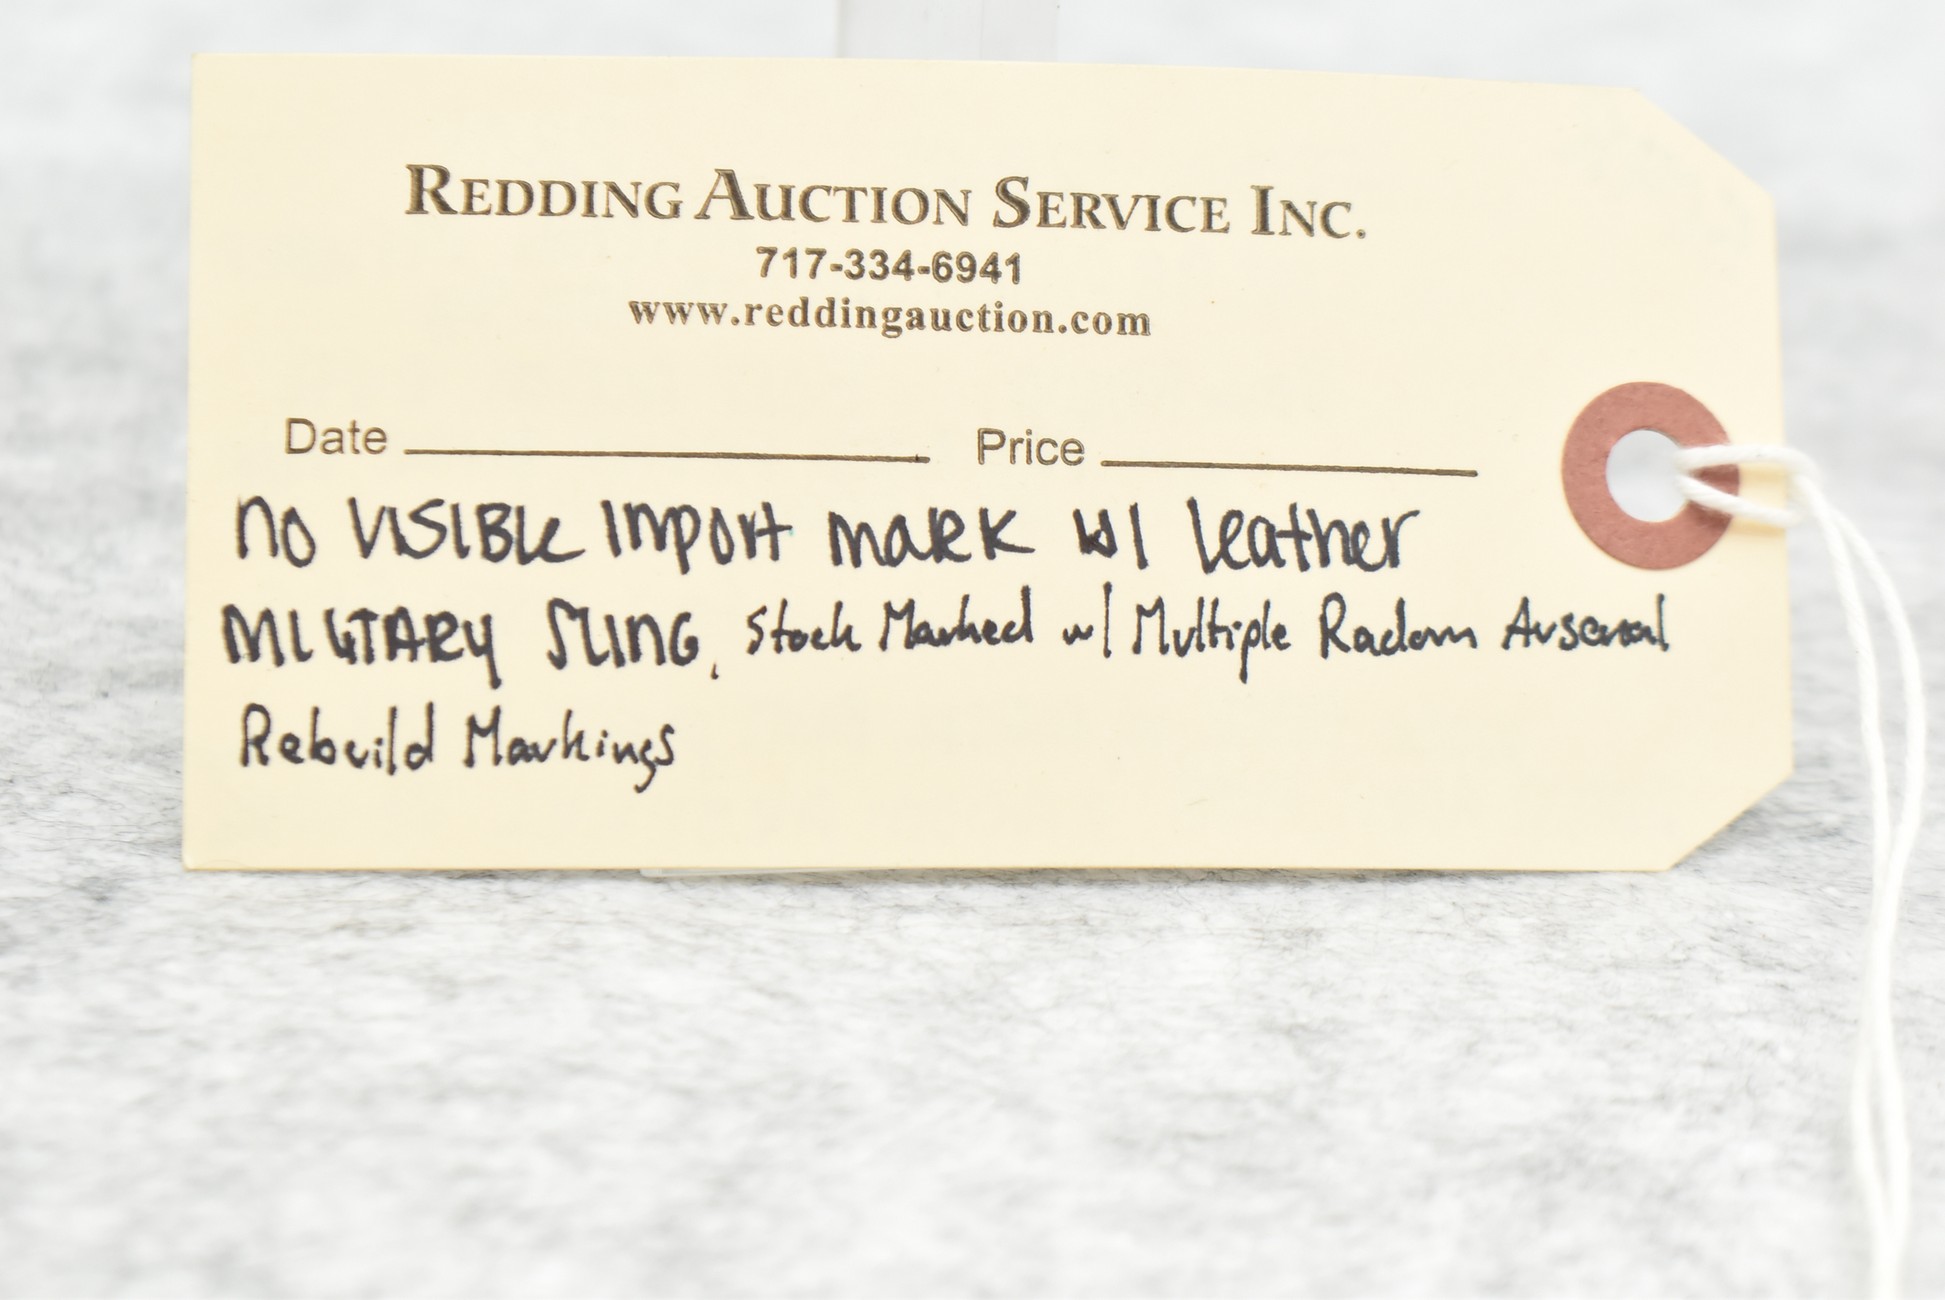 REDDING AUCTION SERVICE INC.
717-334-6941
www.reddingauction.com
Date Price
NO VISIBLE IMPORT MARK W/ Leather
MILITARY SLING, Stock Marked w/ Multiple Radom Arsenal
Rebuild Markings